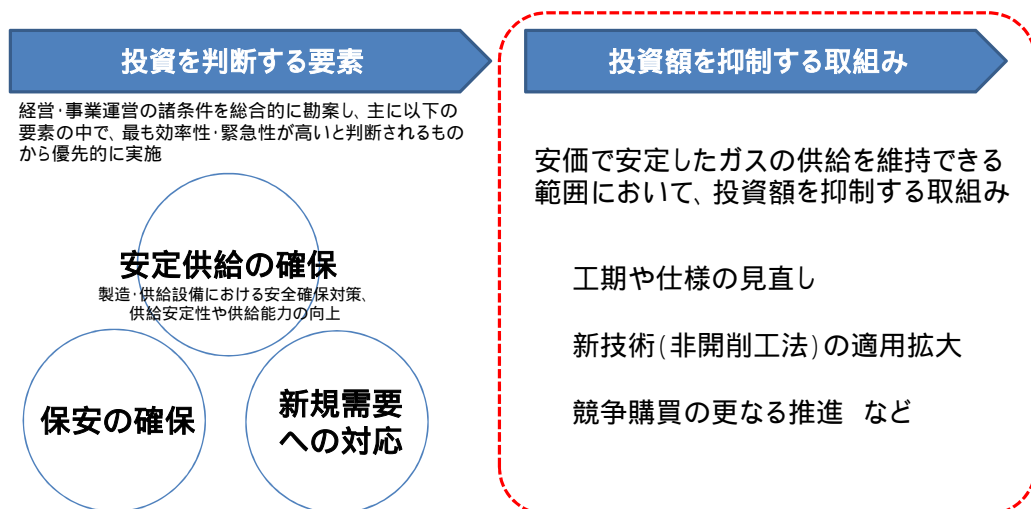 投資を判断する要素
経営・事業運営の諸条件を総合的に勘案し、主に以下の
要素の中で、最も効率性・緊急性が高いと判断されるもの
から優先的に実施
安定供給の確保
製造・供給設備における安全確保対策、
供給安定性や供給能力の向上
保安の確保
新規需要
への対応
投資額を抑制する取組み
安価で安定したガスの供給を維持できる
範囲において、投資額を抑制する取組み
工期や仕様の見直し
新技術(非開削工法)の適用拡大
競争購買の更なる推進 など